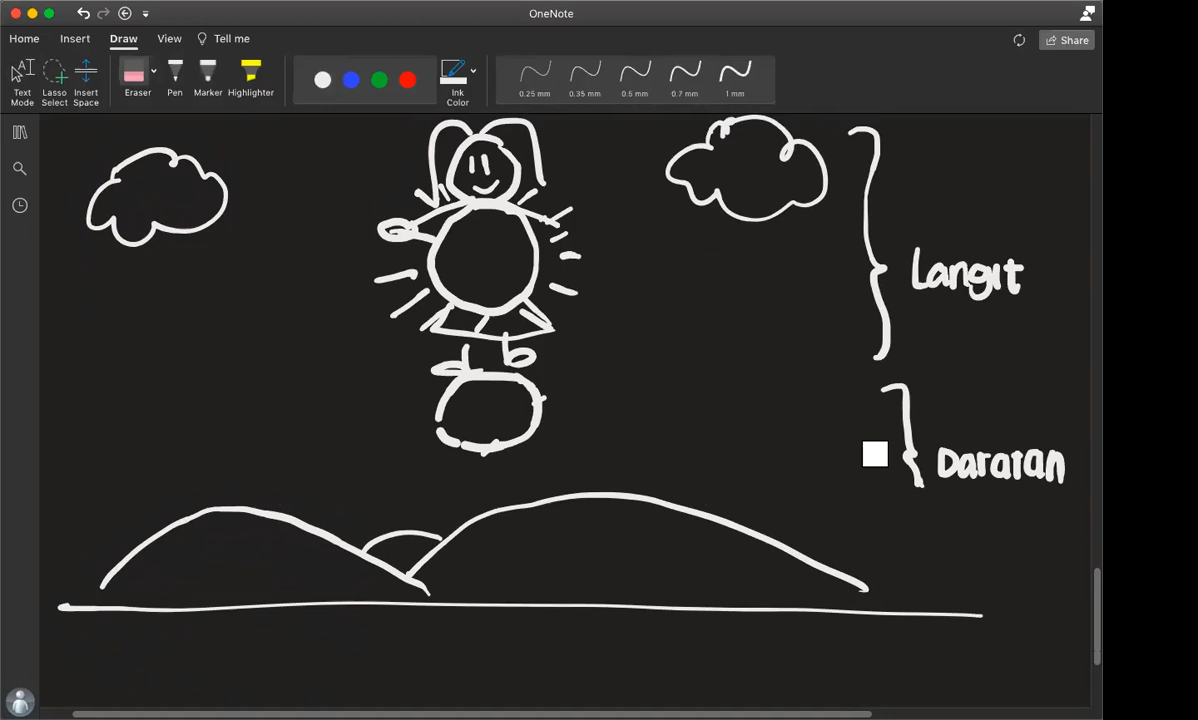 OneNote
Home Insert Draw View Tell me
Share
Text Mode
Lasso Select
Insert Space
Eraser
Pen
Marker
Highlighter
Ink Color
0.25 mm
0.35 mm
0.5 mm
0.7 mm
1 mm
Langit
d b
Daratan